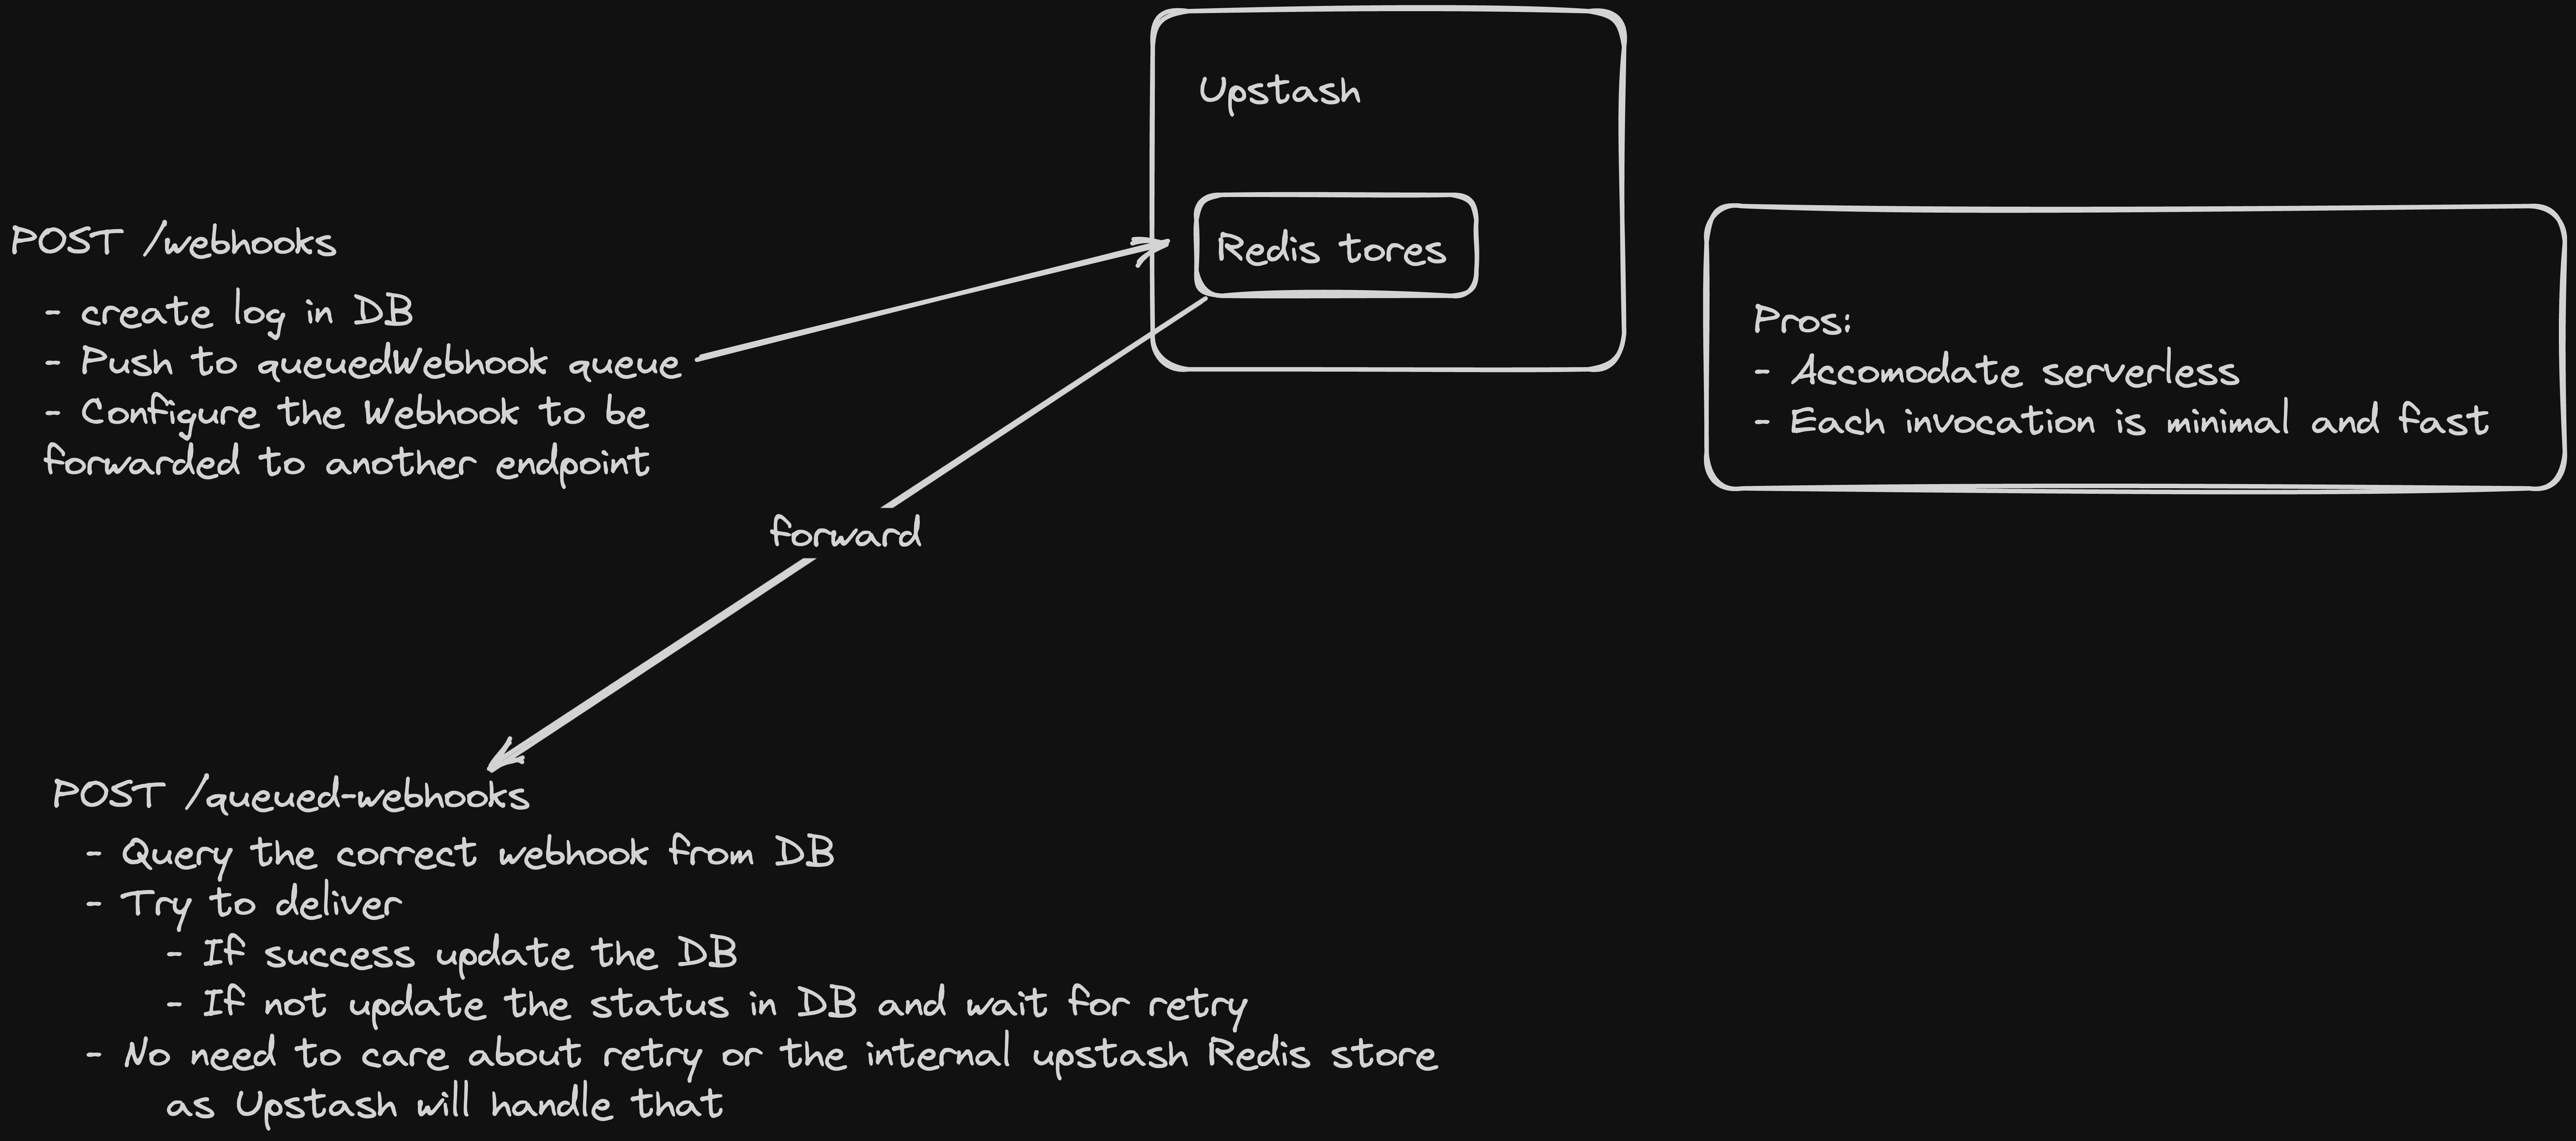 Upstash
Redis tores
POST /webhooks
- create log in DB
- Push to queuedWebhook queue
- Configure the Webhook to be
forwarded to another endpoint
Pros:
- Accomodate serverless
- Each invocation is minimal and fast
forward
POST /queued-webhooks
- Query the correct webhook from DB
- Try to deliver
- If success update the DB
- If not update the status in DB and wait for retry
- No need to care about retry or the internal upstash Redis store
as Upstash will handle that